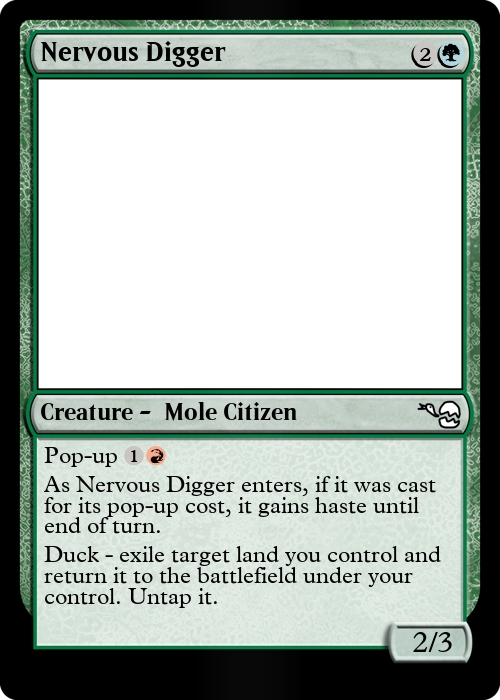 Nervous Digger 2
Creature – Mole Citizen
Pop-up 1
As Nervous Digger enters, if it was cast
for its pop-up cost, it gains haste until
end of turn.
Duck - exile target land you control and
return it to the battlefield under your
control. Untap it.
2/3